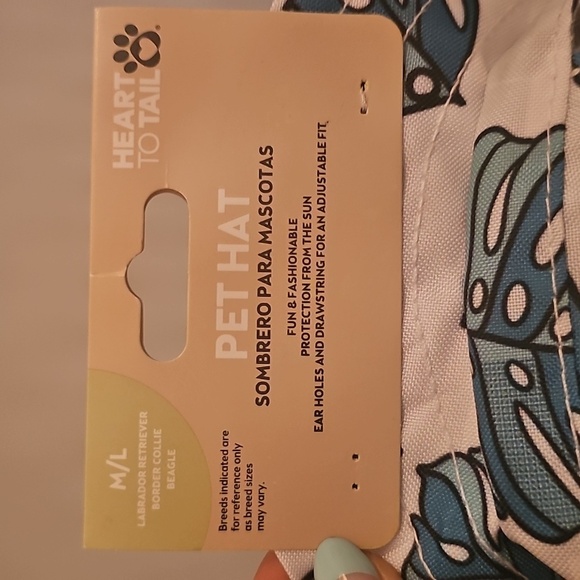 HEART
TO TAIL®
PET HAT
SOMBRERO PARA MASCOTAS
FUN & FASHIONABLE
PROTECTION FROM THE SUN
EAR HOLES AND DRAWSTRING FOR AN ADJUSTABLE FIT
M/L
LABRADOR RETRIEVER
BORDER COLLIE
BEAGLE
Breeds indicated are
for reference only
as breed sizes
may vary.